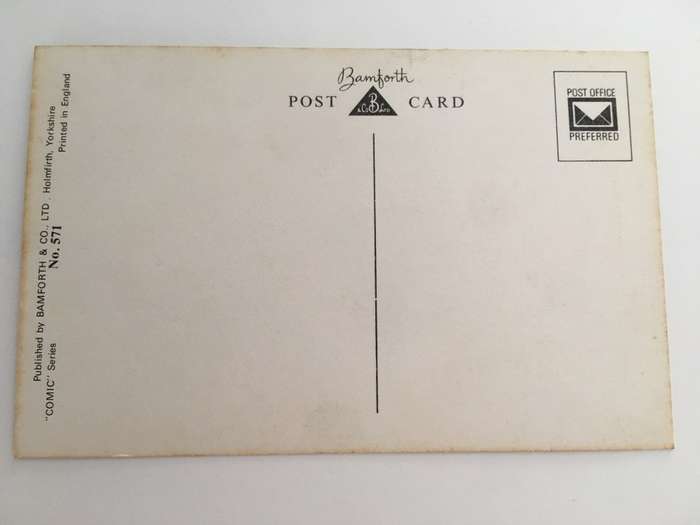 Bamforth
POST B & Co Ltd CARD
POST OFFICE
PREFERRED
Published by BAMFORTH & CO., LTD. Holmfirth, Yorkshire
"COMIC" Series No. 571 Printed in England